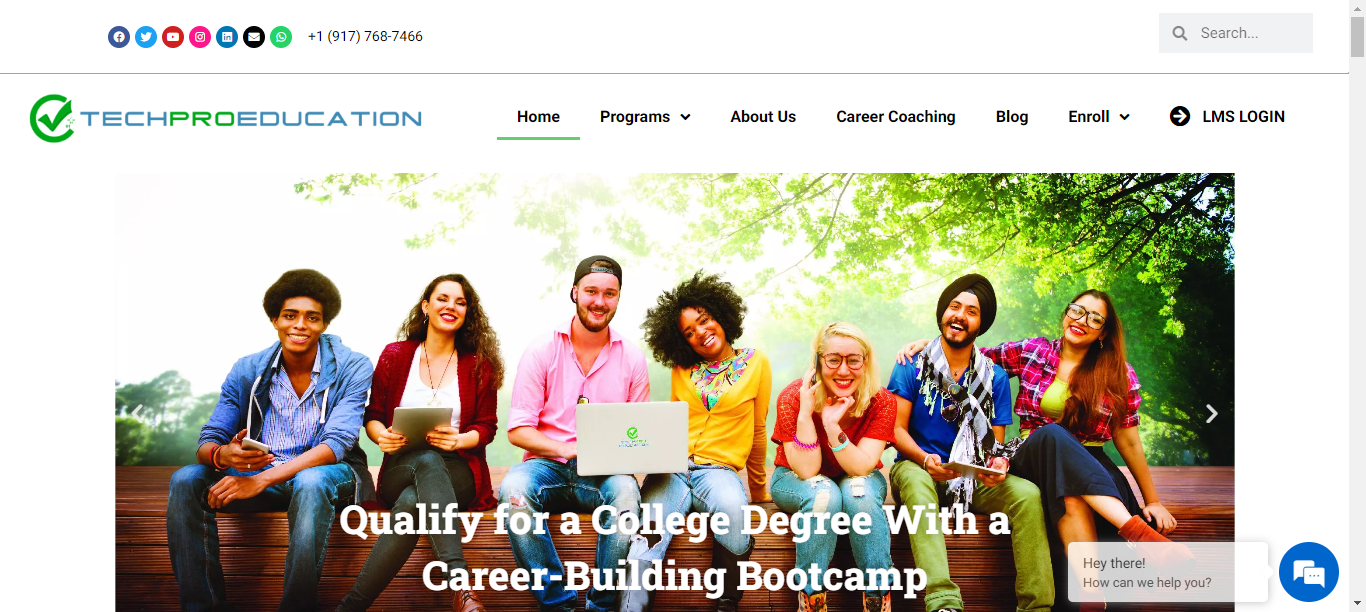 +1 (917) 768-7466
Search...
TECHPROEDUCATION
Home
Programs
About Us
Career Coaching
Blog
Enroll
LMS LOGIN
Qualify for a College Degree With a
Career-Building Bootcamp
Hey there!
How can we help you?